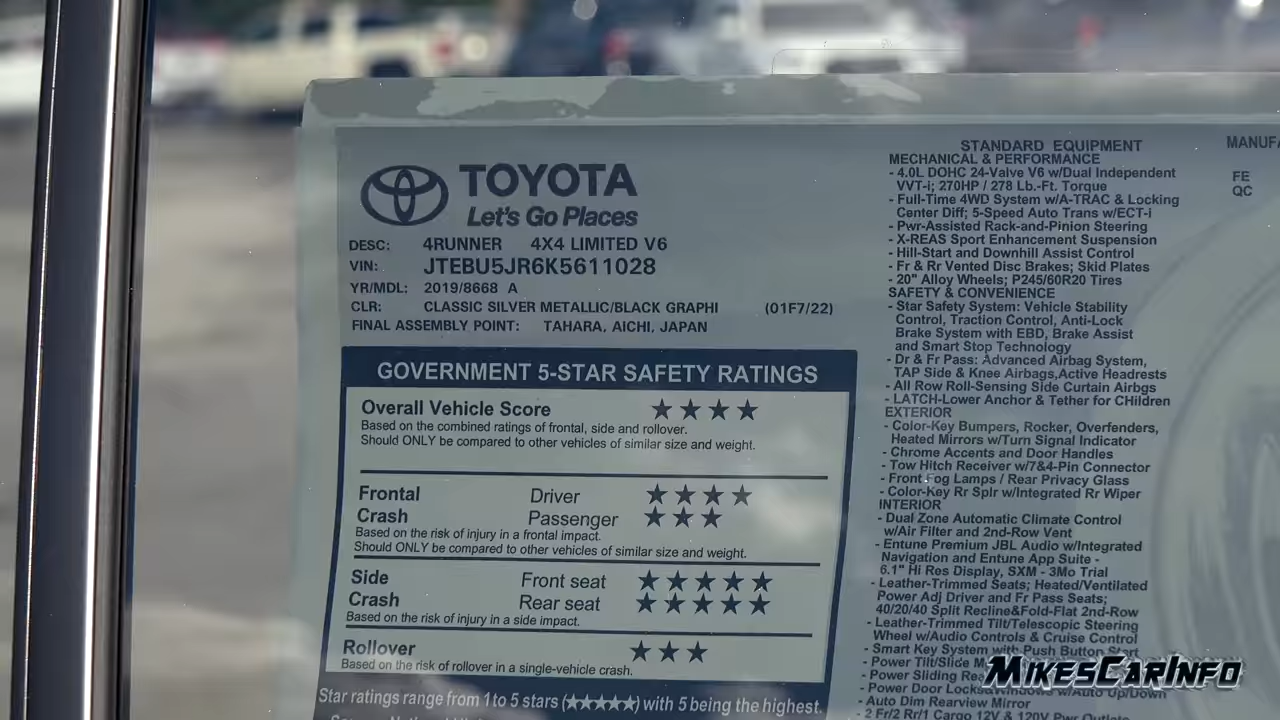 TOYOTA
Let's Go Places
DESC: 4RUNNER 4X4 LIMITED V6
VIN: JTEBU5JR6K5611028
YR/MDL: 2019/8668 A
CLR: CLASSIC SILVER METALLIC/BLACK GRAPHI (01F7/22)
FINAL ASSEMBLY POINT: TAHARA, AICHI, JAPAN
GOVERNMENT 5-STAR SAFETY RATINGS
Overall Vehicle Score ★★★★
Based on the combined ratings of frontal, side and rollover.
Should ONLY be compared to other vehicles of similar size and weight.
Frontal Driver ★★★★
Crash Passenger ★★★
Based on the risk of injury in a frontal impact.
Should ONLY be compared to other vehicles of similar size and weight.
Side Front seat ★★★★★
Crash Rear seat ★★★★★
Based on the risk of injury in a side impact.
Rollover ★★★
Based on the risk of rollover in a single-vehicle crash.
Star ratings range from 1 to 5 stars (★★★★★) with 5 being the highest.
STANDARD EQUIPMENT
MECHANICAL & PERFORMANCE
- 4.0L DOHC 24-Valve V6 w/Dual Independent
VVT-i; 270HP / 278 Lb.-Ft. Torque
- Full-Time 4WD System w/A-TRAC & Locking
Center Diff; 5-Speed Auto Trans w/ECT-i
- Pwr-Assisted Rack-and-Pinion Steering
- X-REAS Sport Enhancement Suspension
- Hill-Start and Downhill Assist Control
- Fr & Rr Vented Disc Brakes; Skid Plates
- 20" Alloy Wheels; P245/60R20 Tires
SAFETY & CONVENIENCE
- Star Safety System: Vehicle Stability
Control, Traction Control, Anti-Lock
Brake System with EBD, Brake Assist
and Smart Stop Technology
- Dr & Fr Pass: Advanced Airbag System,
TAP Side & Knee Airbags,Active Headrests
- All Row Roll-Sensing Side Curtain Airbgs
- LATCH-Lower Anchor & Tether for CHildren
EXTERIOR
- Color-Key Bumpers, Rocker, Overfenders,
Heated Mirrors w/Turn Signal Indicator
- Chrome Accents and Door Handles
- Tow Hitch Receiver w/7&4-Pin Connector
- Front Fog Lamps / Rear Privacy Glass
- Color-Key Rr Splr w/Integrated Rr Wiper
INTERIOR
- Dual Zone Automatic Climate Control
w/Air Filter and 2nd-Row Vent
- Entune Premium JBL Audio w/Integrated
Navigation and Entune App Suite -
6.1" Hi Res Display, SXM - 3Mo Trial
- Leather-Trimmed Seats; Heated/Ventilated
Power Adj Driver and Fr Pass Seats;
40/20/40 Split Recline&Fold-Flat 2nd-Row
- Leather-Trimmed Tilt/Telescopic Steering
Wheel w/Audio Controls & Cruise Control
- Smart Key System with Push Button Start
- Power Tilt/Slide
- Power Sliding
- Power Door Locks w/Auto Up/Down
- Auto Dim Rearview Mirror
- 2 Fr/2 Rr/1 Cargo 12V & 120V Pwr Outlets
MANUFA
FE
QC
MIKESCARINFO